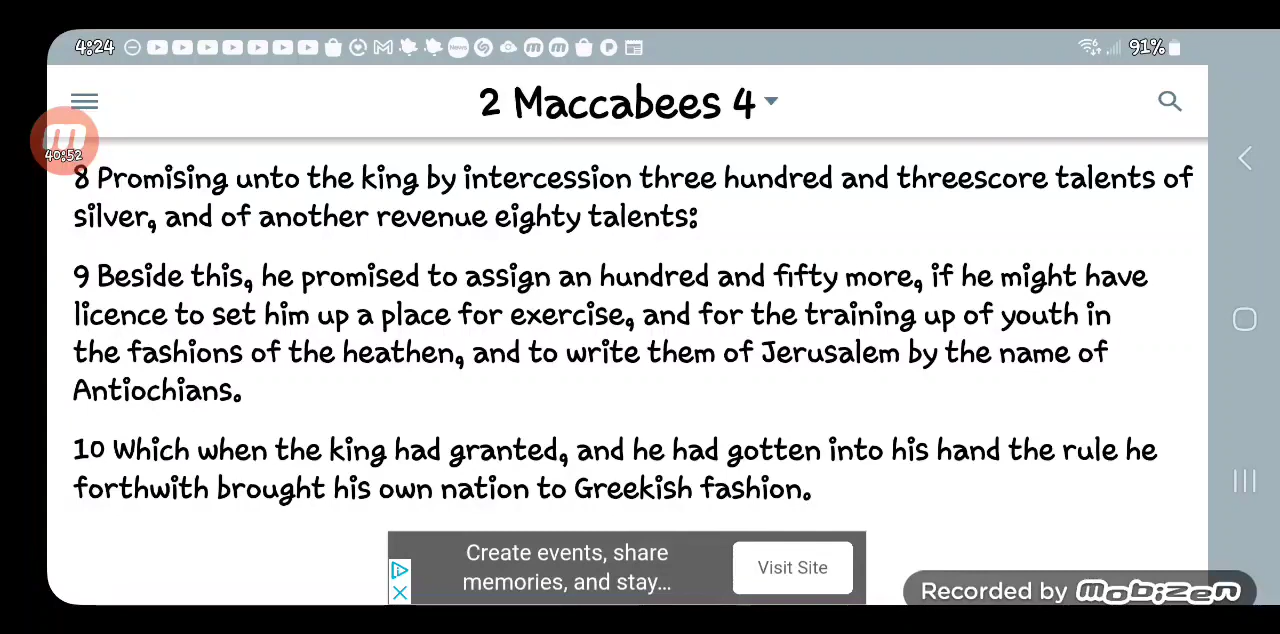 4:24
News
91%
2 Maccabees 4
40:52
8 Promising unto the king by intercession three hundred and threescore talents of
silver, and of another revenue eighty talents:
9 Beside this, he promised to assign an hundred and fifty more, if he might have
licence to set him up a place for exercise, and for the training up of youth in
the fashions of the heathen, and to write them of Jerusalem by the name of
Antiochians.
10 Which when the king had granted, and he had gotten into his hand the rule he
forthwith brought his own nation to Greekish fashion.
Create events, share
memories, and stay...
Visit Site
Recorded by mobizen